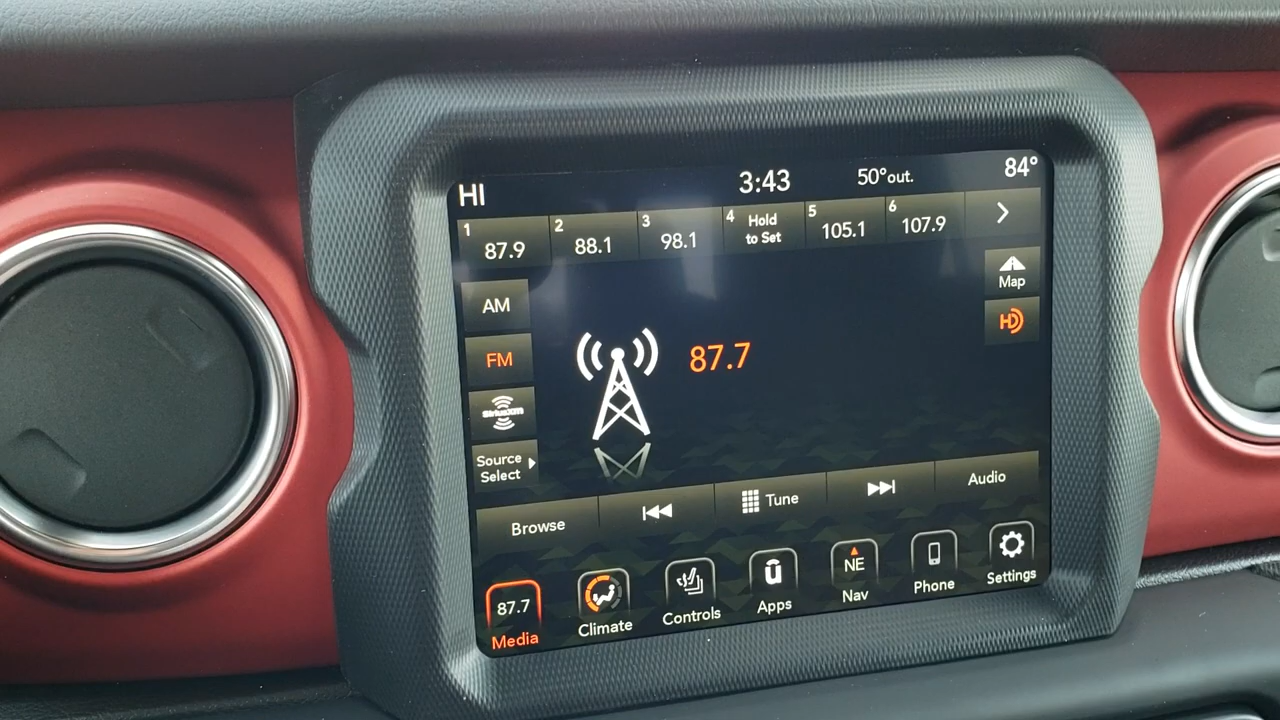 HI 3:43 50°out. 84°
1 87.9 2 88.1 3 98.1 4 Hold to Set 5 105.1 6 107.9
Map
AM
HD
FM
87.7
SiriusXM
Source
Select
Browse Tune Audio
87.7 NE
Media Climate Controls Apps Nav Phone Settings